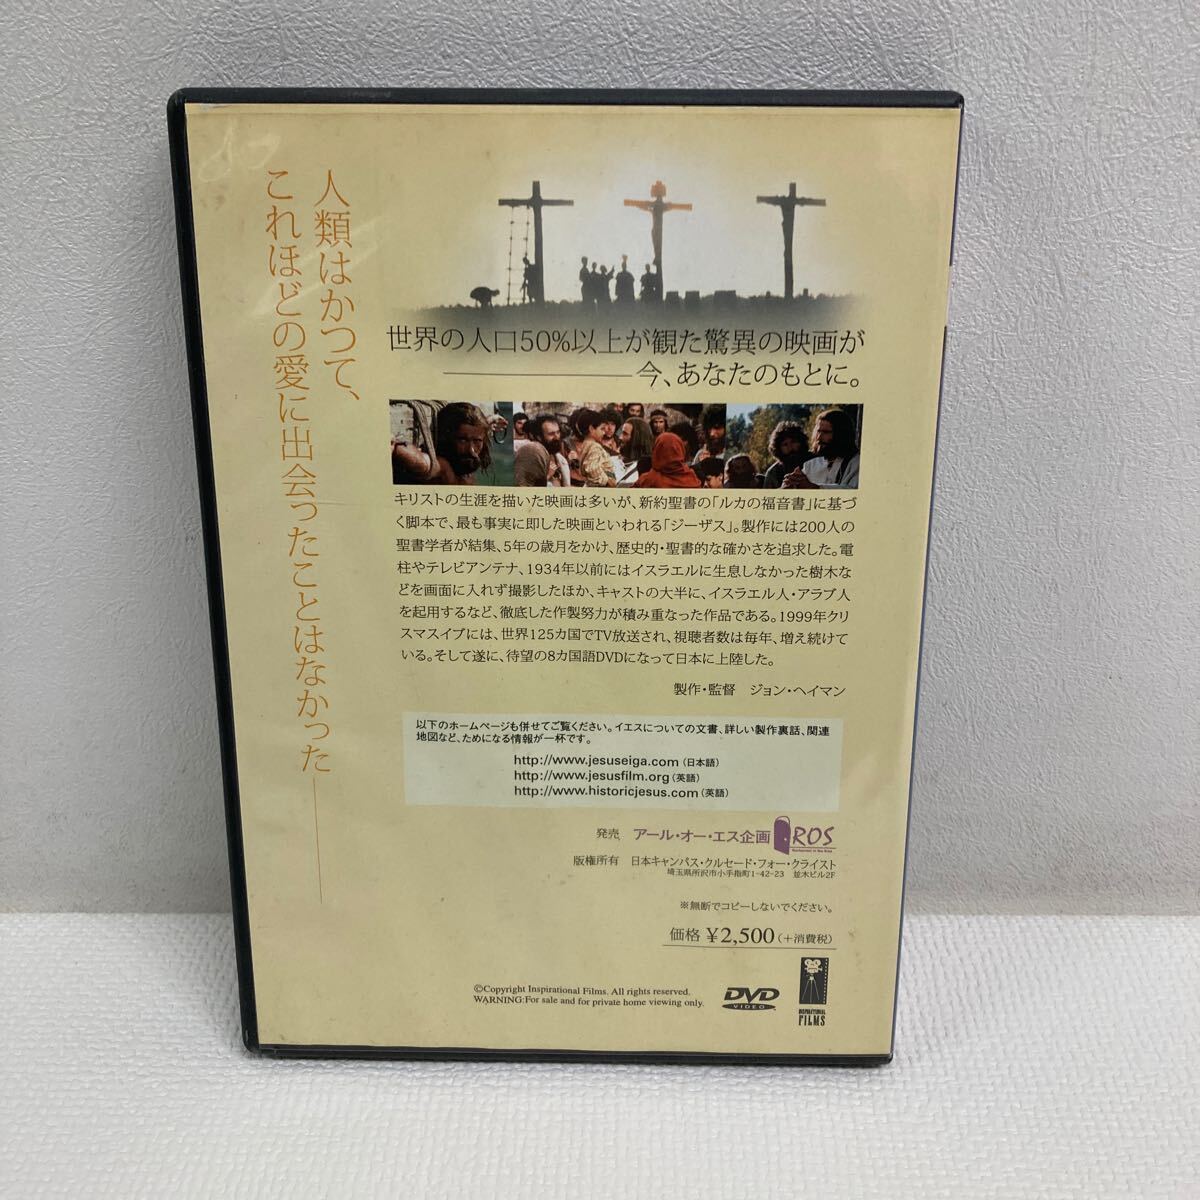 人類はかつて、
これほどの愛に出会ったことはなかった――
世界の人口50%以上が観た驚異の映画が
――今、あなたのもとに。
キリストの生涯を描いた映画は多いが、新約聖書の「ルカの福音書」に基づ
く脚本で、最も事実に即した映画といわれる「ジーザス」。製作には200人の
聖書学者が結集、5年の歳月をかけ、歴史的・聖書的な確かさを追求した。電
柱やテレビアンテナ、1934年以前にはイスラエルに生息しなかった樹木な
どを画面に入れず撮影したほか、キャストの大半に、イスラエル人・アラブ人
を起用するなど、徹底した作製努力が積み重なった作品である。1999年クリ
スマスイブには、世界125カ国でTV放送され、視聴者数は毎年、増え続けて
いる。そして遂に、待望の8カ国語DVDになって日本に上陸した。
製作・監督 ジョン・ヘイマン
以下のホームページも併せてご覧ください。イエスについての文書、詳しい製作裏話、関連
地図など、ためになる情報が一杯です。
http://www.jesuseiga.com (日本語)
http://www.jesusfilm.org (英語)
http://www.historicjesus.com (英語)
発売 アール・オー・エス企画 ROS
版権所有 日本キャンパス・クルセード・フォー・クライスト
埼玉県所沢市小手指町1-42-23 並木ビル2F
※無断でコピーしないでください。
価格 ¥2,500 (+消費税)
©Copyright Inspirational Films. All rights reserved.
WARNING:For sale and for private home viewing only.
DVD
VIDEO
INSPIRATIONAL
FILMS